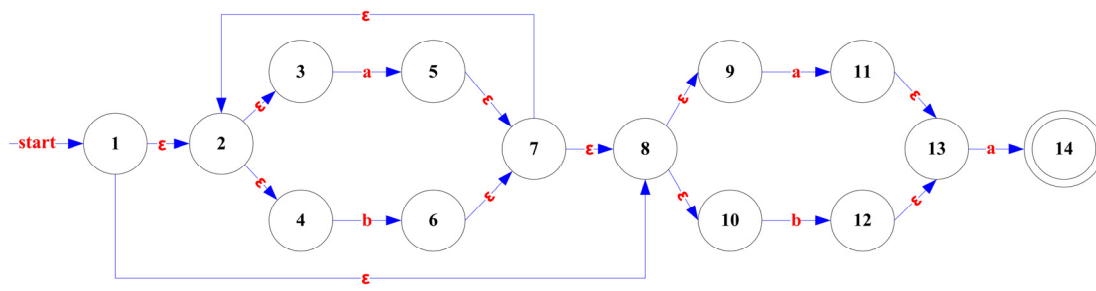 ε
3 a 5 ε 9 a 11 ε
ε ε
start 1 ε 2 7 ε 8 13 a 14
ε ε ε ε
4 b 6 10 b 12
ε